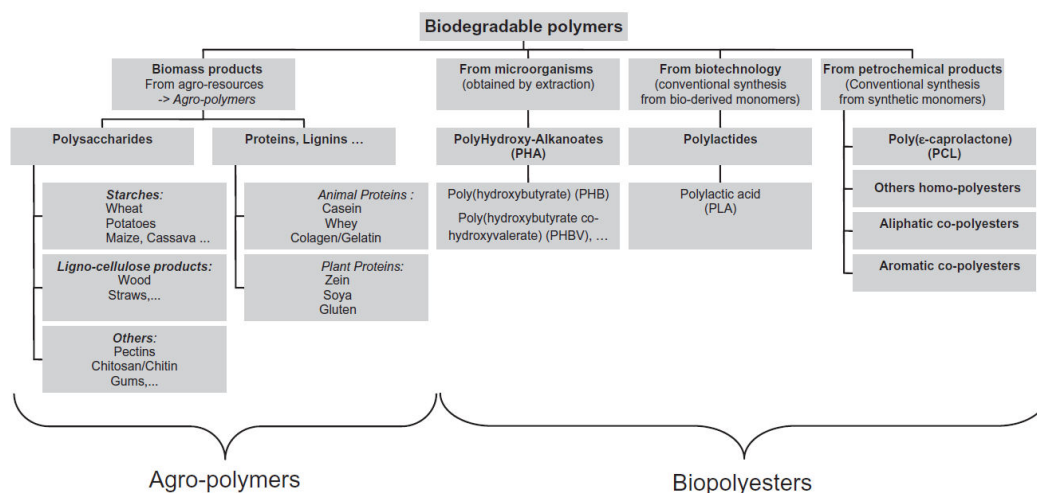 Biodegradable polymers
Biomass products
From agro-resources
-> Agro-polymers
From microorganisms
(obtained by extraction)
From biotechnology
(conventional synthesis
from bio-derived monomers)
From petrochemical products
(Conventional synthesis
from synthetic monomers)
Polysaccharides
Proteins, Lignins …
PolyHydroxy-Alkanoates
(PHA)
Polylactides
Poly(ε-caprolactone)
(PCL)
Starches:
Wheat
Potatoes
Maize, Cassava ...
Animal Proteins :
Casein
Whey
Colagen/Gelatin
Poly(hydroxybutyrate) (PHB)
Poly(hydroxybutyrate co-
hydroxyvalerate) (PHBV), …
Polylactic acid
(PLA)
Others homo-polyesters
Aliphatic co-polyesters
Aromatic co-polyesters
Ligno-cellulose products:
Wood
Straws,...
Plant Proteins:
Zein
Soya
Gluten
Others:
Pectins
Chitosan/Chitin
Gums,...
Agro-polymers
Biopolyesters